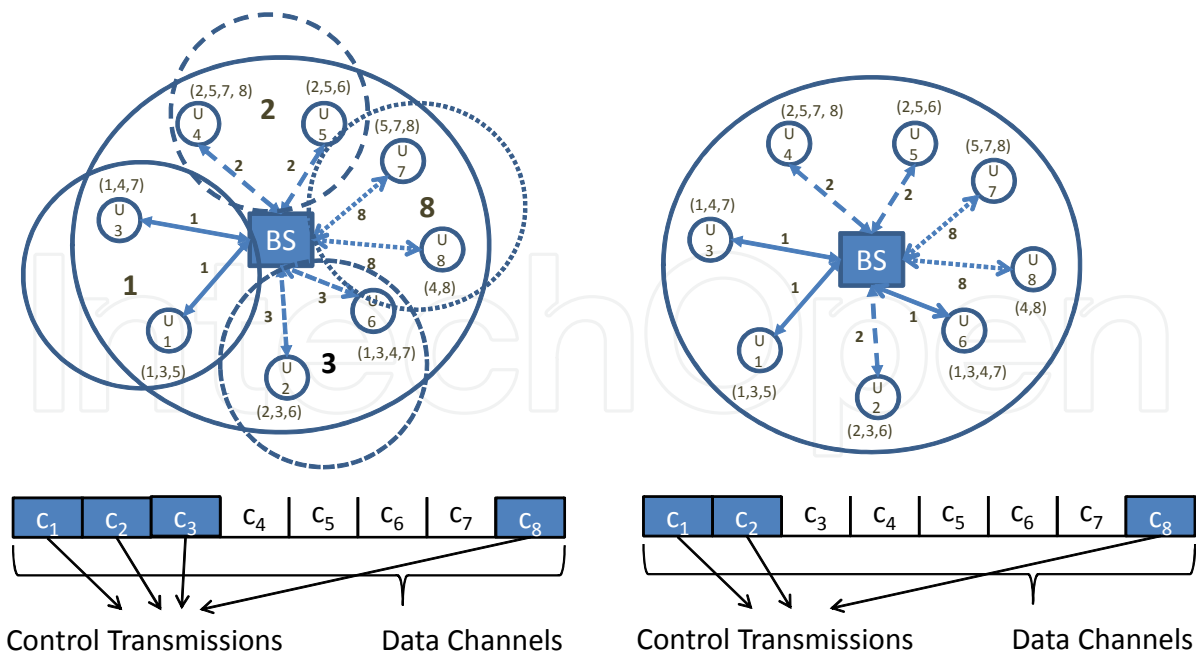 (2,5,7, 8)
2
(2,5,6)
U
4
U
5
(5,7,8)
U
7
2
2
(1,4,7)
U
3
1
8
8
BS
U
8
8
(4,8)
1
1
3
U
6
3
(1,3,4,7)
U
1
(1,3,5)
3
U
2
(2,3,6)
(2,5,7, 8)
(2,5,6)
U
4
U
5
(5,7,8)
U
7
2
2
(1,4,7)
U
3
1
8
BS
U
8
8
(4,8)
1
1
U
6
(1,3,4,7)
2
U
1
(1,3,5)
U
2
(2,3,6)
IntechOpen
c1 c2 c3 c4 c5 c6 c7 c8
Control Transmissions Data Channels
c1 c2 c3 c4 c5 c6 c7 c8
Control Transmissions Data Channels